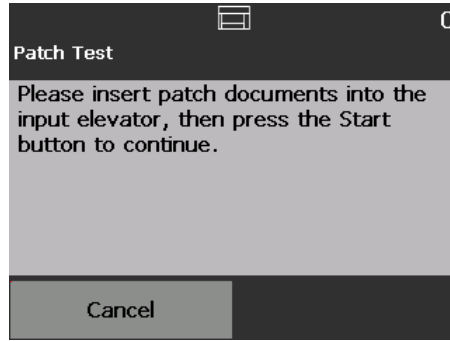 Patch Test
Please insert patch documents into the
input elevator, then press the Start
button to continue.
Cancel